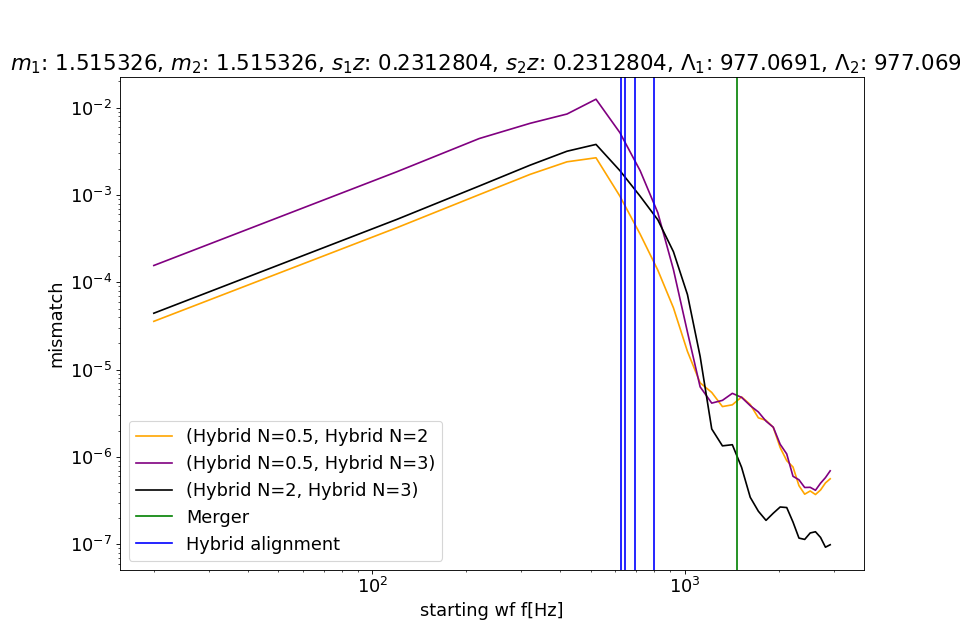 m₁: 1.515326, m₂: 1.515326, s₁z: 0.2312804, s₂z: 0.2312804, Λ₁: 977.0691, Λ₂: 977.069
10⁻²
10⁻³
10⁻⁴
10⁻⁵
10⁻⁶
10⁻⁷
mismatch
(Hybrid N=0.5, Hybrid N=2
(Hybrid N=0.5, Hybrid N=3)
(Hybrid N=2, Hybrid N=3)
Merger
Hybrid alignment
10² 10³
starting wf f[Hz]